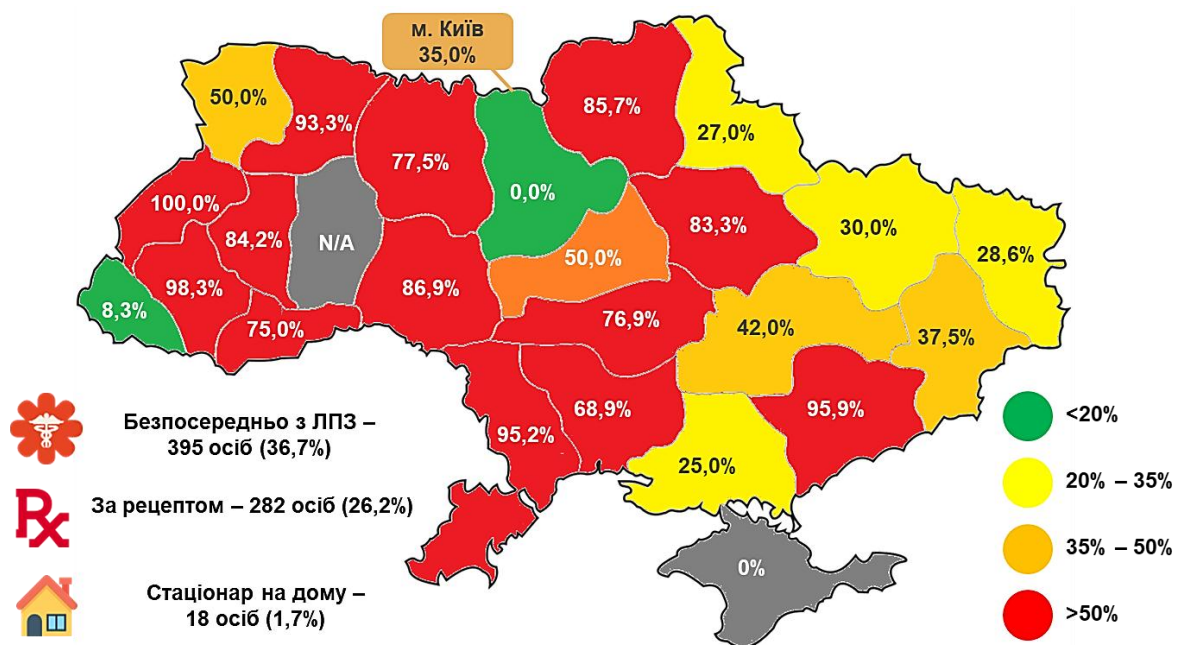 м. Київ
35,0%
50,0%
93,3%
77,5%
85,7%
27,0%
100,0%
84,2%
N/A
0,0%
83,3%
30,0%
28,6%
8,3%
98,3%
75,0%
86,9%
50,0%
76,9%
42,0%
37,5%
95,2%
68,9%
95,9%
25,0%
0%
Безпосередньо з ЛПЗ –
395 осіб (36,7%)
Rx
За рецептом – 282 осіб (26,2%)
Стаціонар на дому –
18 осіб (1,7%)
<20%
20% – 35%
35% – 50%
>50%